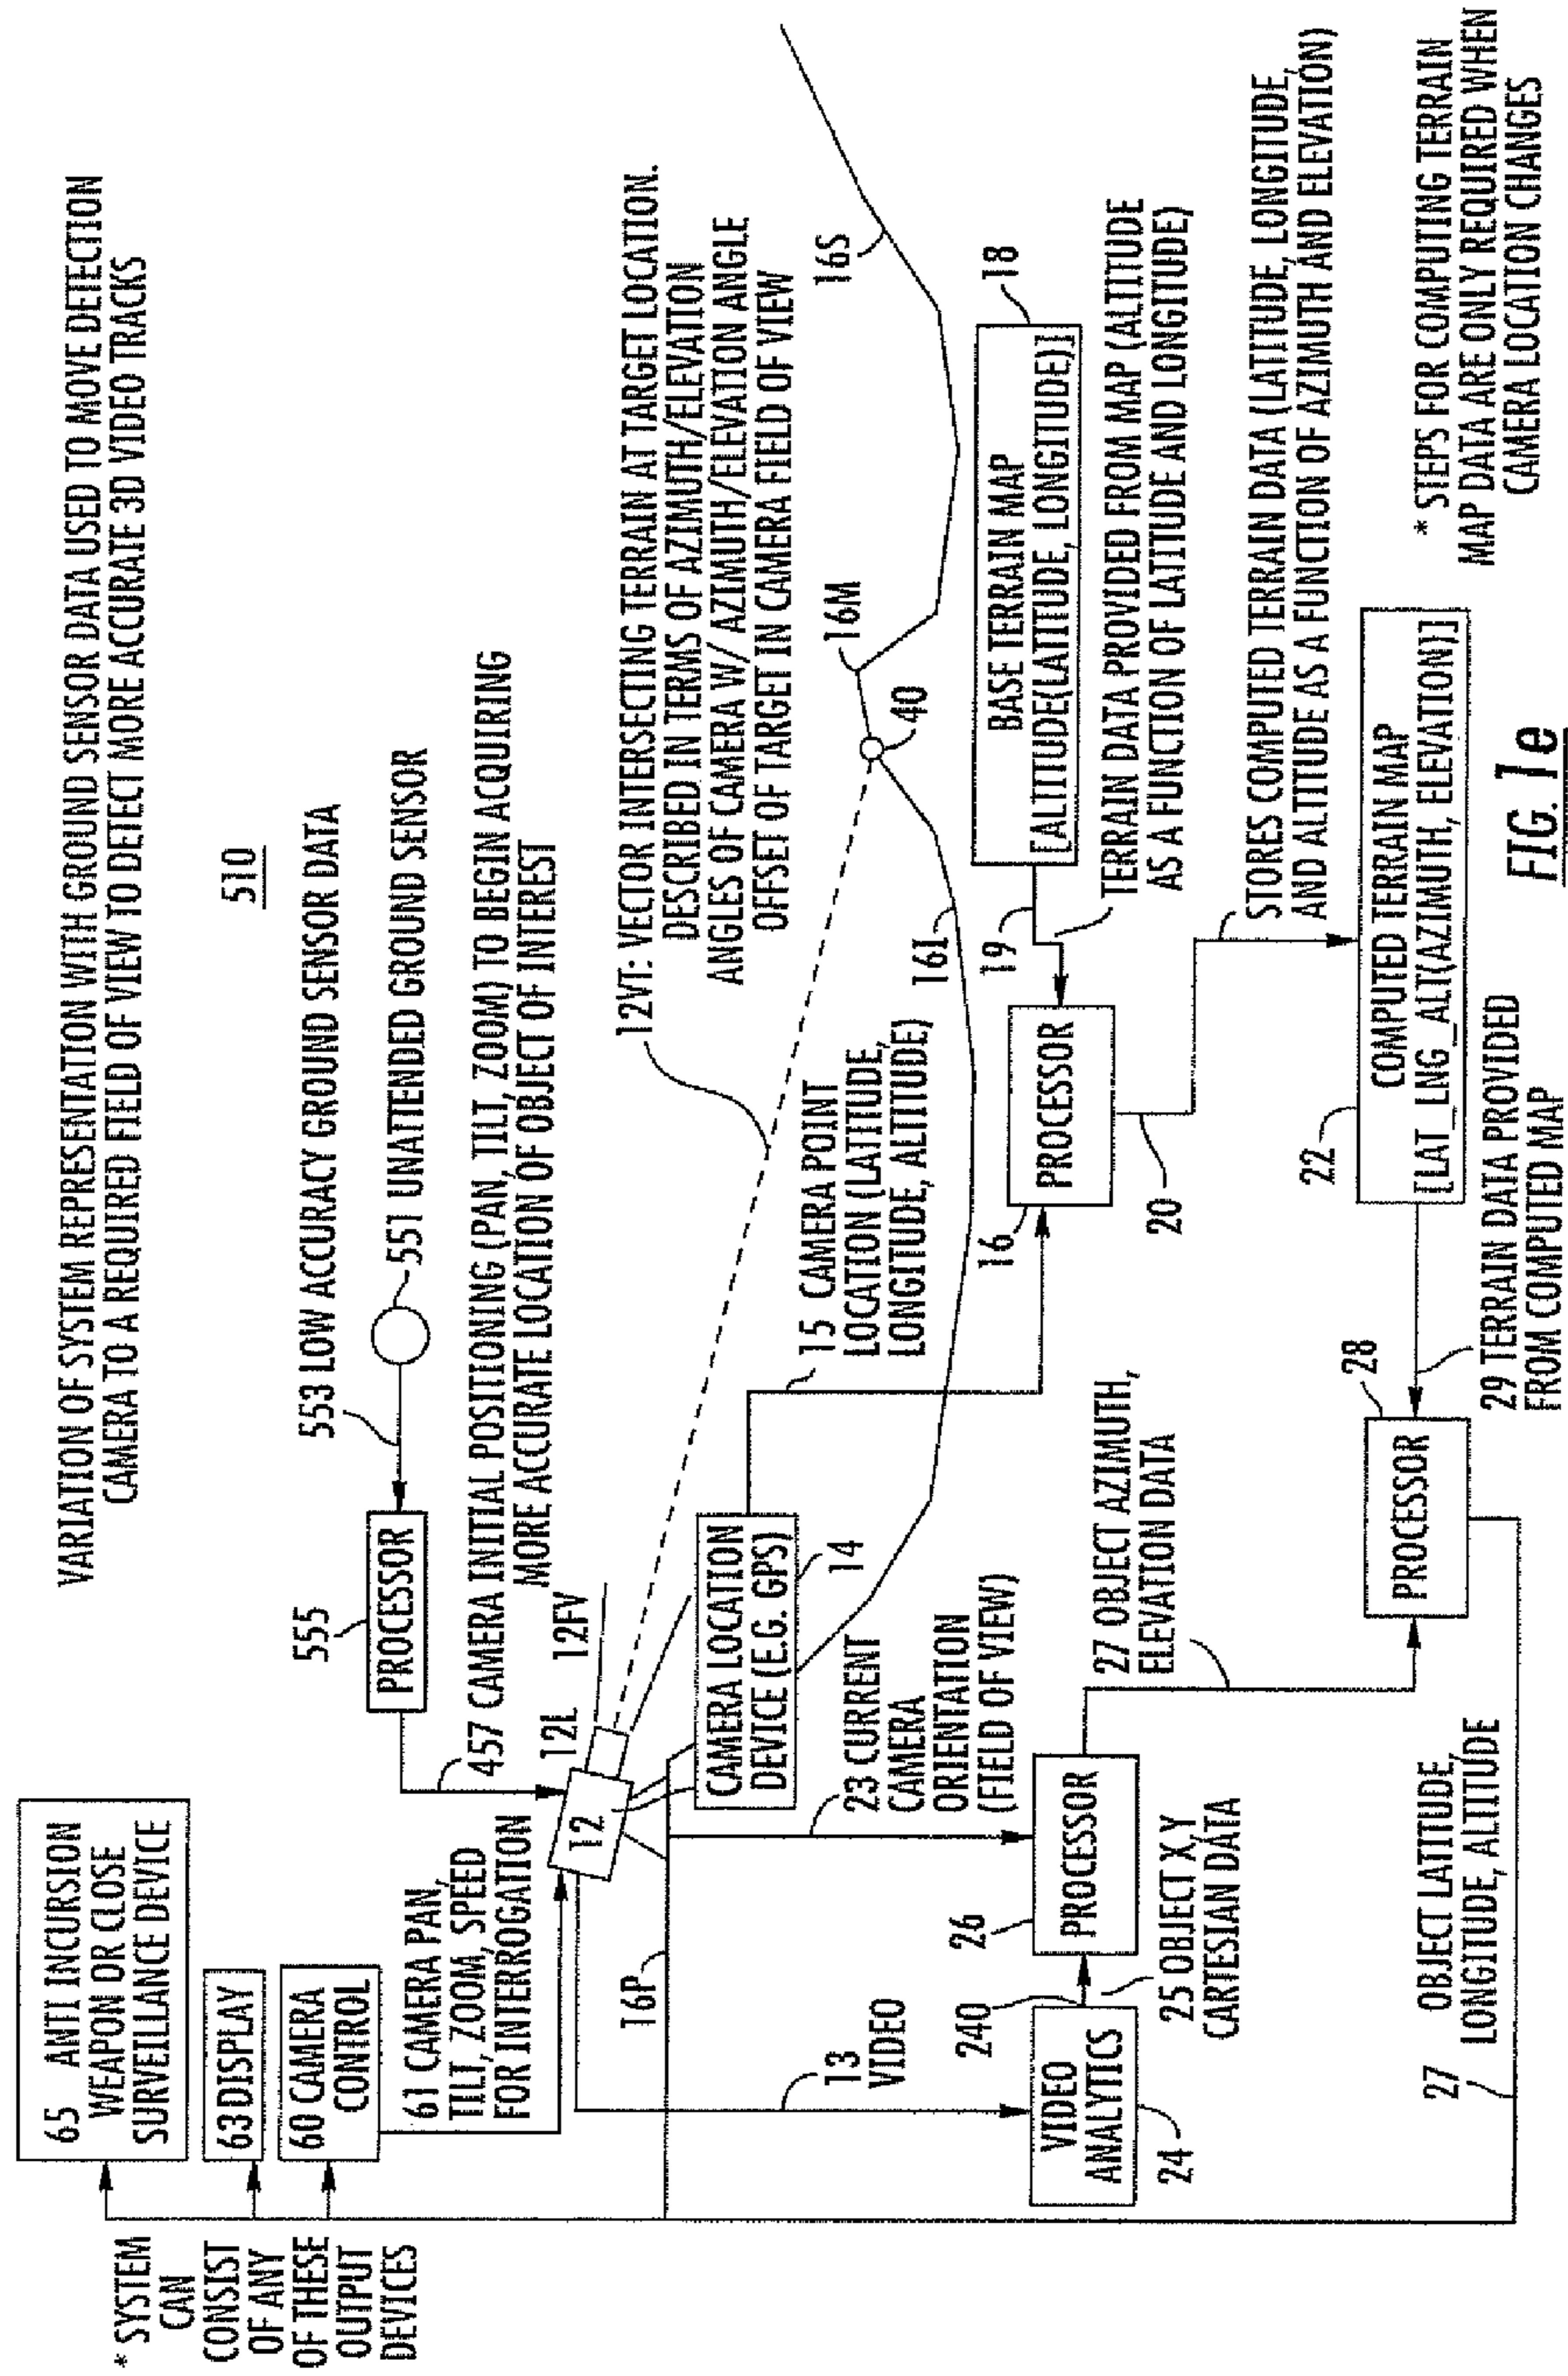 VARIATION OF SYSTEM REPRESENTATION WITH GROUND SENSOR DATA USED TO MOVE DETECTION
CAMERA TO A REQUIRED FIELD OF VIEW TO DETECT MORE ACCURATE 3D VIDEO TRACKS
510
* SYSTEM
CAN
CONSIST
OF ANY
OF THESE
OUTPUT
DEVICES
65 ANTI INCURSION
WEAPON OR CLOSE
SURVEILLANCE DEVICE
63 DISPLAY
60 CAMERA
CONTROL
61 CAMERA PAN,
TILT, ZOOM, SPEED
FOR INTERROGATION
555
PROCESSOR
553 LOW ACCURACY GROUND SENSOR DATA
551 UNATTENDED GROUND SENSOR
457 CAMERA INITIAL POSITIONING (PAN, TILT, ZOOM) TO BEGIN ACQUIRING
MORE ACCURATE LOCATION OF OBJECT OF INTEREST
12L
12FV
12
12VT: VECTOR INTERSECTING TERRAIN AT TARGET LOCATION.
DESCRIBED IN TERMS OF AZIMUTH/ELEVATION
ANGLES OF CAMERA W/ AZIMUTH/ELEVATION ANGLE
OFFSET OF TARGET IN CAMERA FIELD OF VIEW
16P
CAMERA LOCATION
DEVICE (E.G. GPS)
14
15 CAMERA POINT
LOCATION (LATITUDE,
LONGITUDE, ALTITUDE)
16L
40
16M
16S
13
VIDEO
23 CURRENT
CAMERA
ORIENTATION
(FIELD OF VIEW)
VIDEO
ANALYTICS
24
240
25 OBJECT X,Y
CARTESIAN DATA
26
PROCESSOR
27 OBJECT AZIMUTH,
ELEVATION DATA
16
PROCESSOR
19
BASE TERRAIN MAP
[ALTITUDE(LATITUDE, LONGITUDE)]
18
TERRAIN DATA PROVIDED FROM MAP (ALTITUDE
AS A FUNCTION OF LATITUDE AND LONGITUDE)
20
STORES COMPUTED TERRAIN DATA (LATITUDE, LONGITUDE,
AND ALTITUDE AS A FUNCTION OF AZIMUTH AND ELEVATION)
22
COMPUTED TERRAIN MAP
[LAT_LNG_ALT(AZIMUTH, ELEVATION)]
28
PROCESSOR
29 TERRAIN DATA PROVIDED
FROM COMPUTED MAP
27
OBJECT LATITUDE,
LONGITUDE, ALTITUDE
* STEPS FOR COMPUTING TERRAIN
MAP DATA ARE ONLY REQUIRED WHEN
CAMERA LOCATION CHANGES
FIG. 1e